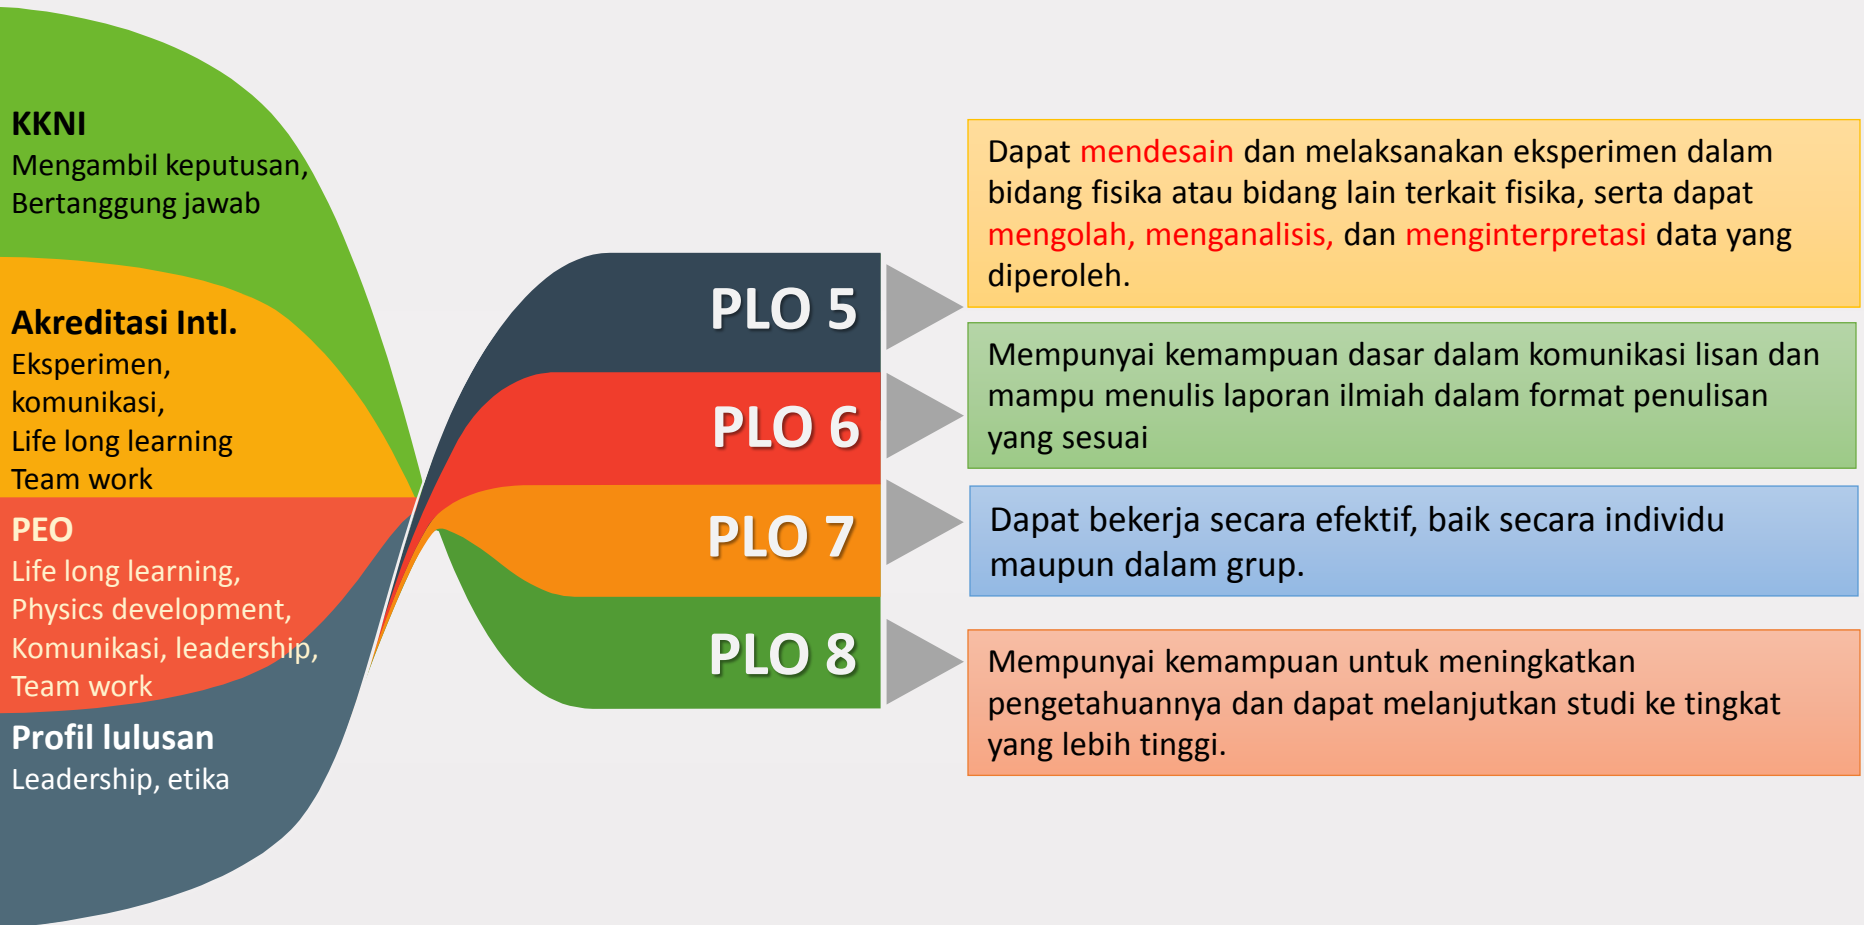 KKNI
Mengambil keputusan,
Bertanggung jawab
Akreditasi Intl.
Eksperimen,
komunikasi,
Life long learning
Team work
PEO
Life long learning,
Physics development,
Komunikasi, leadership,
Team work
Profil lulusan
Leadership, etika
PLO 5
Dapat mendesain dan melaksanakan eksperimen dalam
bidang fisika atau bidang lain terkait fisika, serta dapat
mengolah, menganalisis, dan menginterpretasi data yang
diperoleh.
PLO 6
Mempunyai kemampuan dasar dalam komunikasi lisan dan
mampu menulis laporan ilmiah dalam format penulisan
yang sesuai
PLO 7
Dapat bekerja secara efektif, baik secara individu
maupun dalam grup.
PLO 8
Mempunyai kemampuan untuk meningkatkan
pengetahuannya dan dapat melanjutkan studi ke tingkat
yang lebih tinggi.